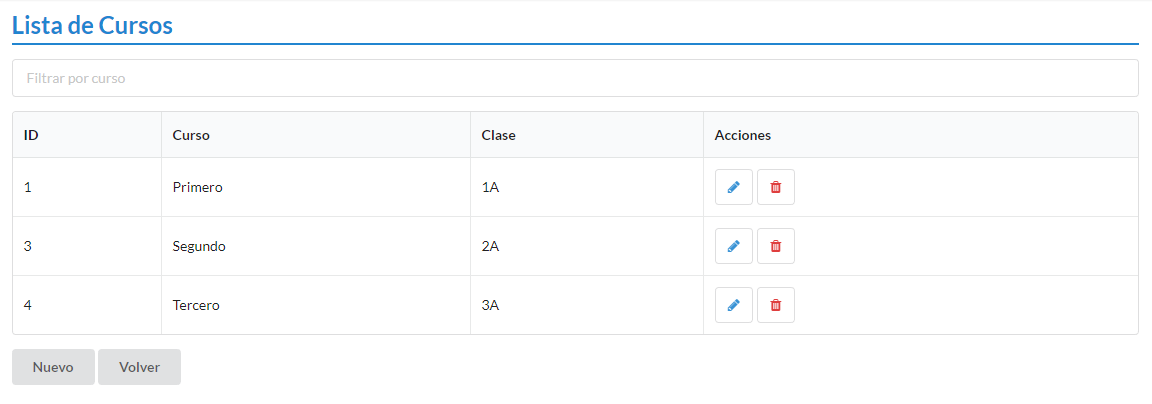 Lista de Cursos
Filtrar por curso
ID Curso Clase Acciones
1 Primero 1A
3 Segundo 2A
4 Tercero 3A
Nuevo Volver